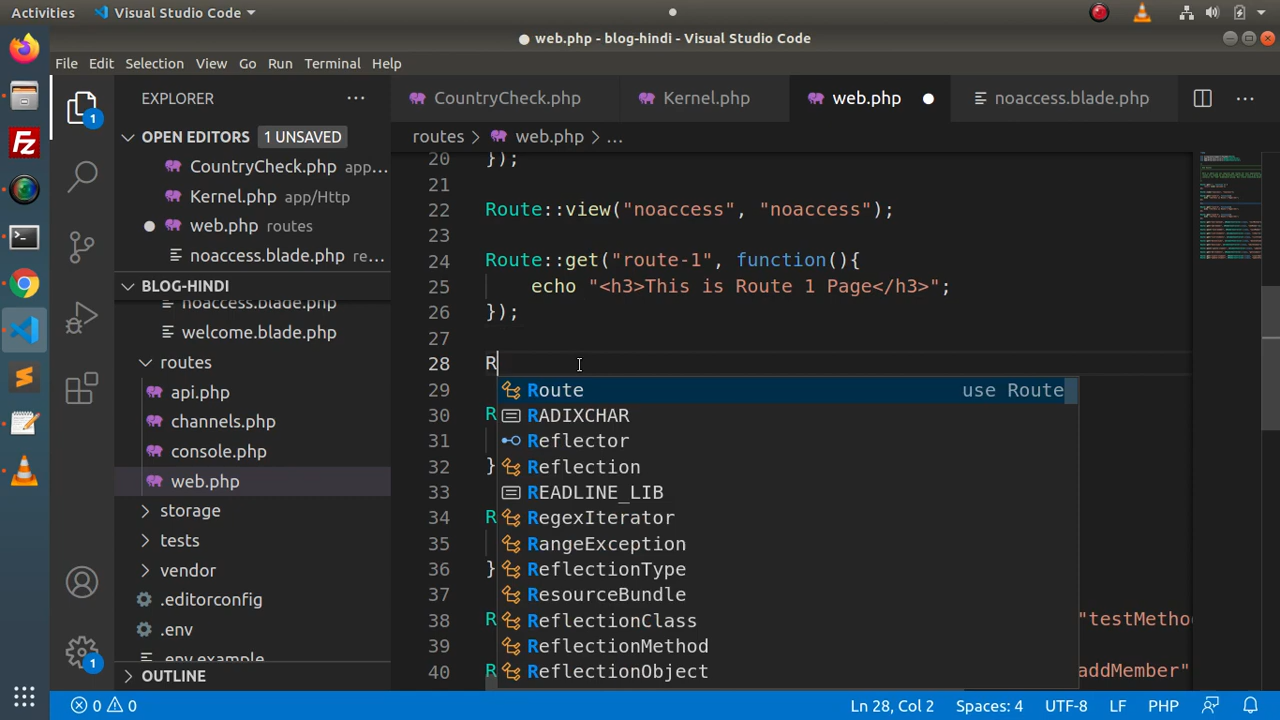 Activities
Visual Studio Code
web.php - blog-hindi - Visual Studio Code
File Edit Selection View Go Run Terminal Help
EXPLORER
1
OPEN EDITORS 1 UNSAVED
CountryCheck.php app...
Kernel.php app/Http
web.php routes
noaccess.blade.php re...
BLOG-HINDI
noaccess.blade.php
welcome.blade.php
routes
api.php
channels.php
console.php
web.php
storage
tests
vendor
.editorconfig
.env
.env.example
OUTLINE
1
CountryCheck.php Kernel.php web.php noaccess.blade.php
routes > web.php > ...
20 });
21
22 Route::view("noaccess", "noaccess");
23
24 Route::get("route-1", function(){
25 echo "<h3>This is Route 1 Page</h3>";
26 });
27
28 R
29 Route use Route
30 R RADIXCHAR
31 Reflector
32 } Reflection
33 READLINE_LIB
34 R RegexIterator
35 RangeException
36 } ReflectionType
37 ResourceBundle
38 R ReflectionClass "testMetho
39 ReflectionMethod
40 R ReflectionObject addMember"
0 0 Ln 28, Col 2 Spaces: 4 UTF-8 LF PHP